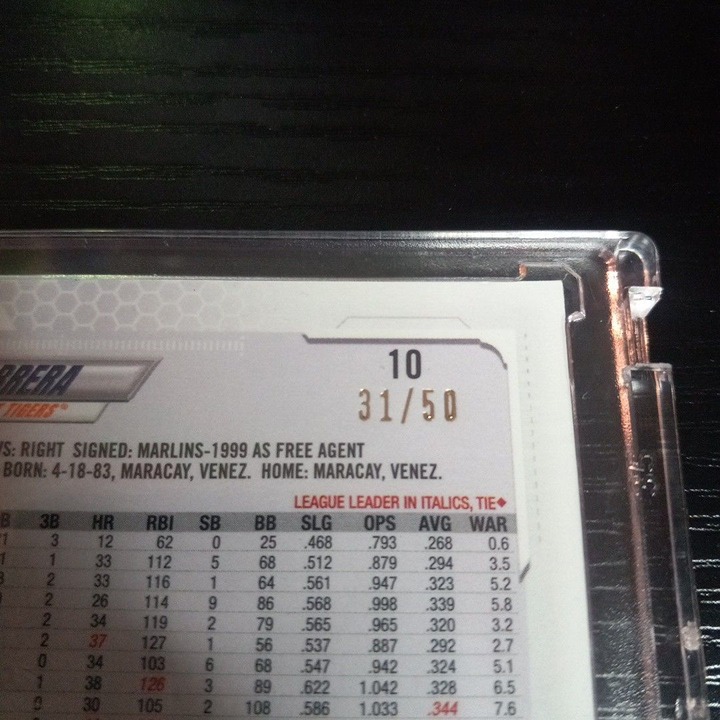 10
31/50
RRERA
TIGERS™
VS: RIGHT SIGNED: MARLINS-1999 AS FREE AGENT
BORN: 4-18-83, MARACAY, VENEZ. HOME: MARACAY, VENEZ.
LEAGUE LEADER IN ITALICS, TIE◆
B 3B HR RBI SB BB SLG OPS AVG WAR
1 3 12 62 0 25 .468 .793 .268 0.6
1 1 33 112 5 68 .512 .879 .294 3.5
3 2 33 116 1 64 .561 .947 .323 5.2
2 26 114 9 86 .568 .998 .339 5.8
2 34 119 2 79 .565 .965 .320 3.2
2 37 127 1 56 .537 .887 .292 2.7
0 34 103 6 68 .547 .942 .324 5.1
1 38 126 3 89 .622 1.042 .328 6.5
0 30 105 2 108 .586 1.033 .344 7.6